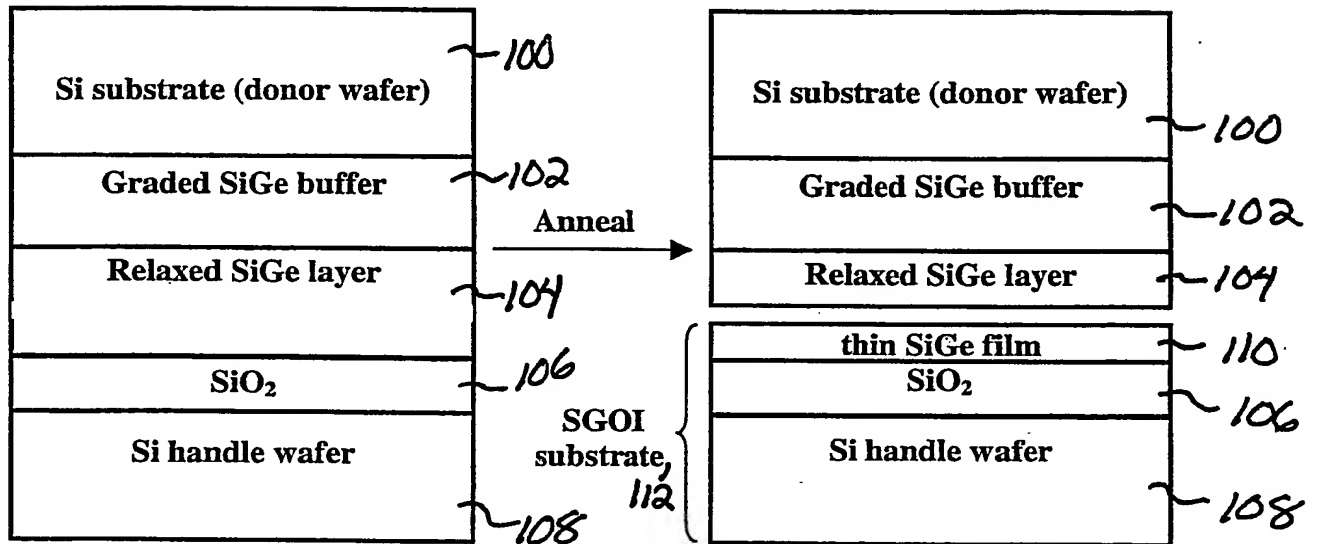 Si substrate (donor wafer)
100
Graded SiGe buffer
102
Relaxed SiGe layer
104
SiO₂
106
Si handle wafer
108
Anneal
Si substrate (donor wafer)
100
Graded SiGe buffer
102
Relaxed SiGe layer
104
thin SiGe film
110
SiO₂
106
Si handle wafer
108
SGOI
substrate,
112